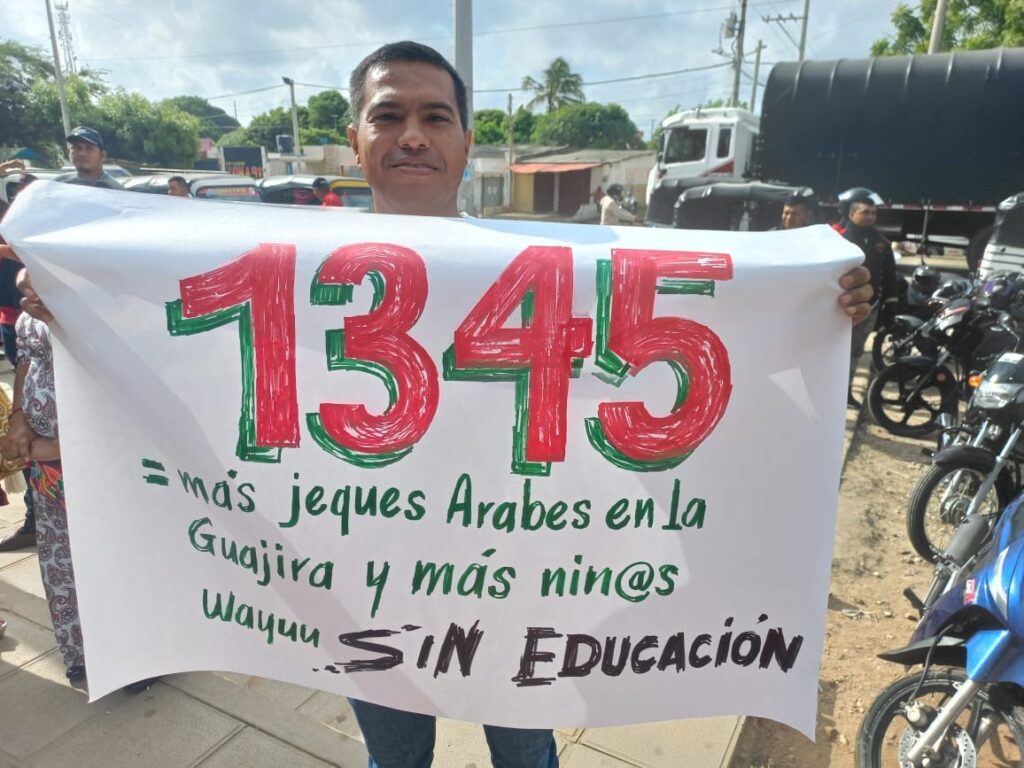 1345
= más jeques Arabes en la
Guajira y más nin@s
Wayuu SIN EDUCACIÓN